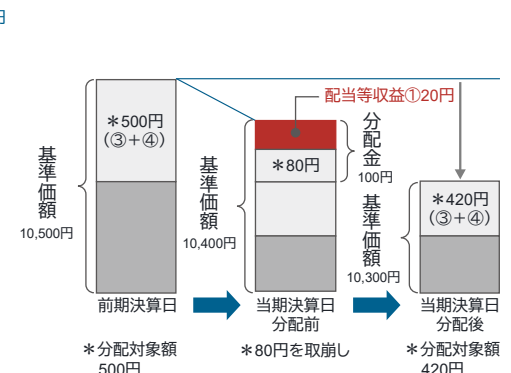 円
配当等収益①20円
＊500円
（③＋④）
基準価額
10,500円
前期決算日
＊分配対象額
500円
分配金
100円
＊80円
基準価額
10,400円
当期決算日
分配前
＊80円を取崩し
＊420円
（③＋④）
基準価額
10,300円
当期決算日
分配後
＊分配対象額
420円